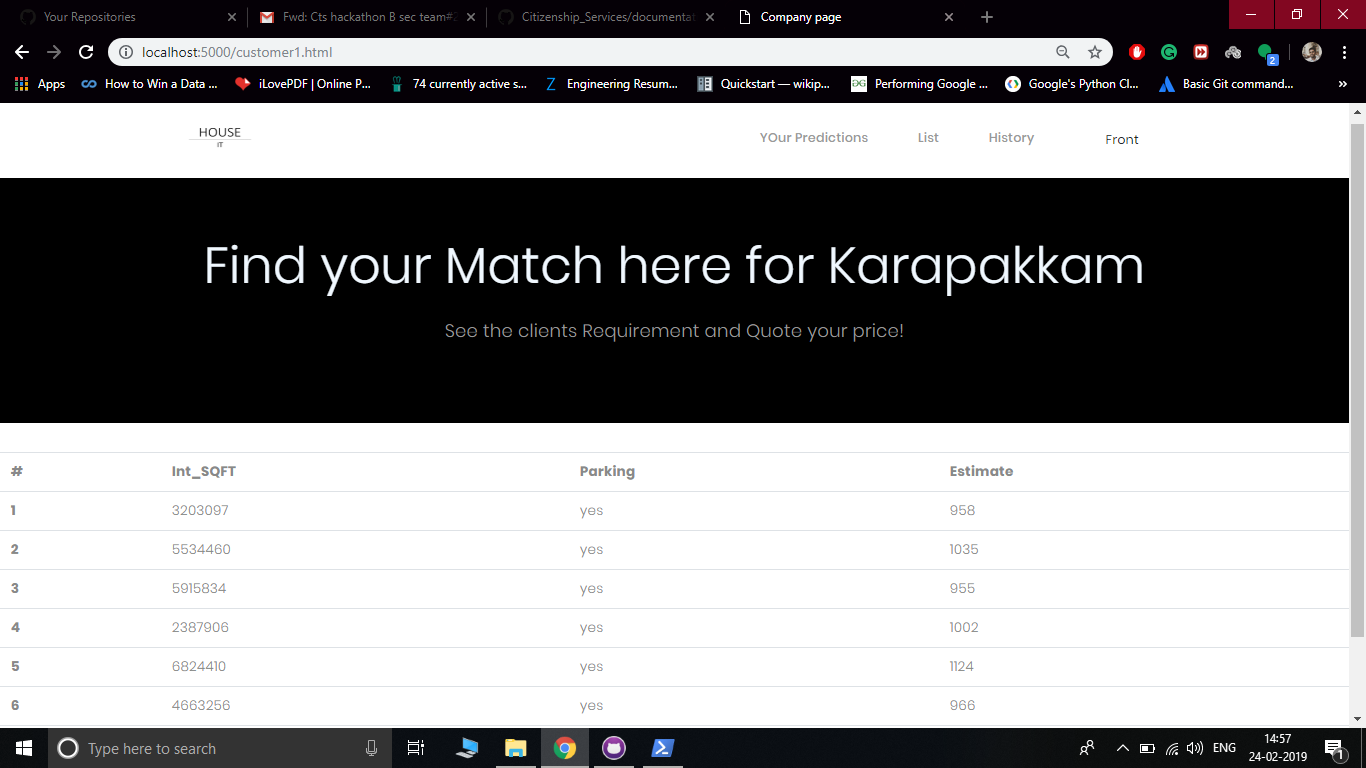 Your Repositories
Fwd: Cts hackathon B sec team#
Citizenship_Services/documentat
Company page
localhost:5000/customer1.html
2
Apps
How to Win a Data ...
iLovePDF | Online P...
74 currently active s...
Engineering Resum...
Quickstart — wikip...
Performing Google ...
Google's Python Cl...
Basic Git command...
»
HOUSE
IT
YOur Predictions
List
History
Front
Find your Match here for Karapakkam
See the clients Requirement and Quote your price!
# Int_SQFT Parking Estimate
1 3203097 yes 958
2 5534460 yes 1035
3 5915834 yes 955
4 2387906 yes 1002
5 6824410 yes 1124
6 4663256 yes 966
Type here to search
ENG
14:57
24-02-2019
1